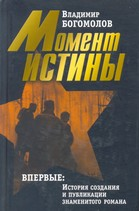 Владимир
БОГОМОЛОВ
Момент
ИСТИНЫ
ВПЕРВЫЕ:
История создания
и публикации
знаменитого романа